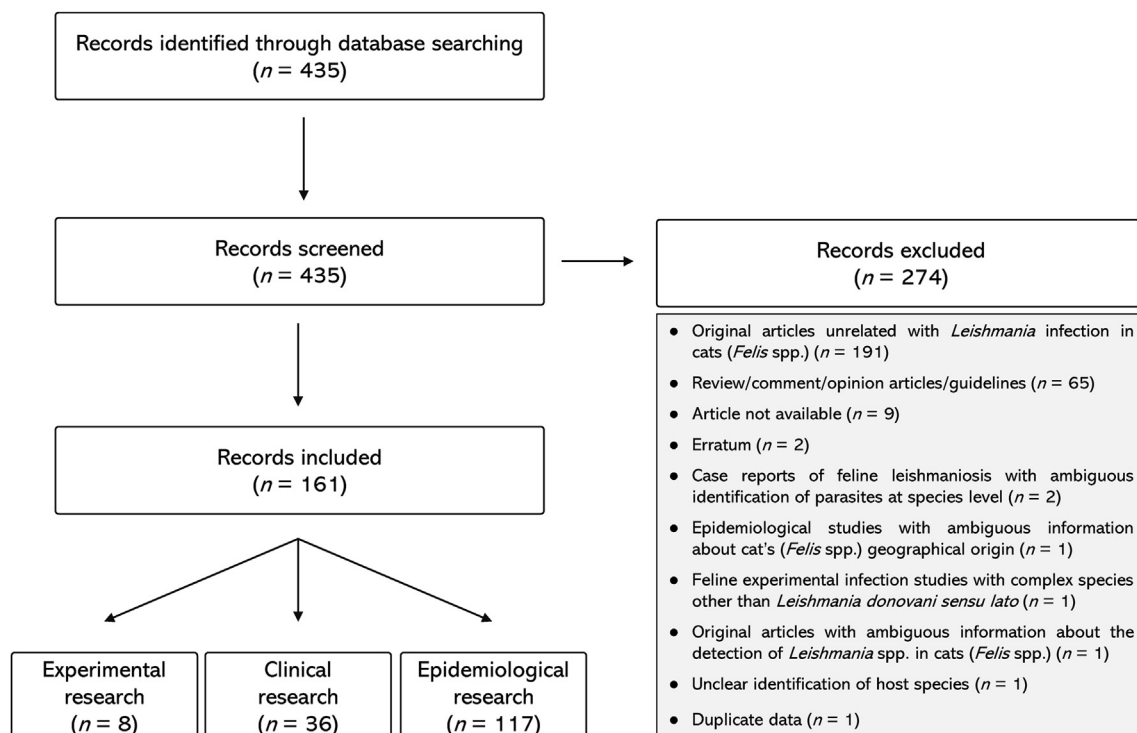 Records identified through database searching
(n = 435)
Records screened
(n = 435)
Records excluded
(n = 274)
● Original articles unrelated with Leishmania infection in
cats (Felis spp.) (n = 191)
● Review/comment/opinion articles/guidelines (n = 65)
● Article not available (n = 9)
● Erratum (n = 2)
● Case reports of feline leishmaniosis with ambiguous
identification of parasites at species level (n = 2)
● Epidemiological studies with ambiguous information
about cat's (Felis spp.) geographical origin (n = 1)
● Feline experimental infection studies with complex species
other than Leishmania donovani sensu lato (n = 1)
● Original articles with ambiguous information about the
detection of Leishmania spp. in cats (Felis spp.) (n = 1)
● Unclear identification of host species (n = 1)
● Duplicate data (n = 1)
Records included
(n = 161)
Experimental
research
(n = 8)
Clinical
research
(n = 36)
Epidemiological
research
(n = 117)